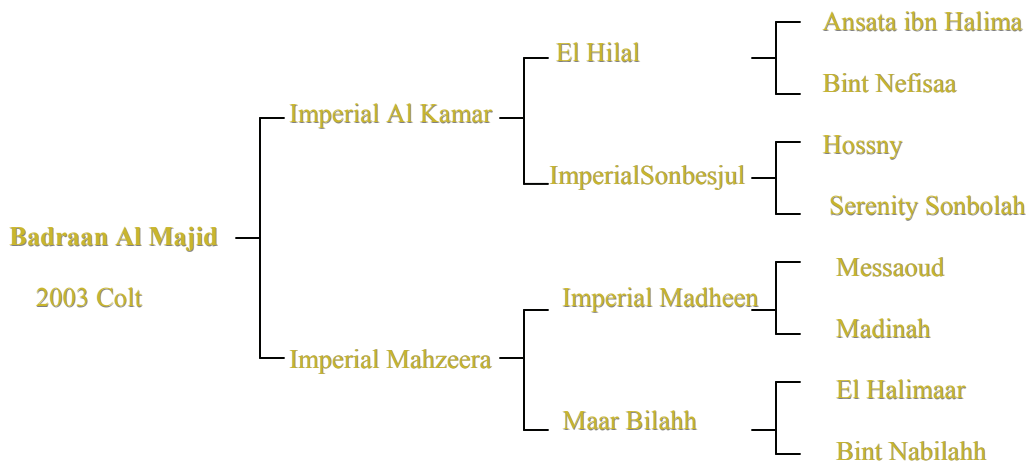 Ansata ibn Halima
El Hilal
Bint Nefisaa
Imperial Al Kamar
Hossny
ImperialSonbesjul
Serenity Sonbolah
Badraan Al Majid
2003 Colt
Messaoud
Imperial Madheen
Madinah
Imperial Mahzeera
El Halimaar
Maar Bilahh
Bint Nabilahh